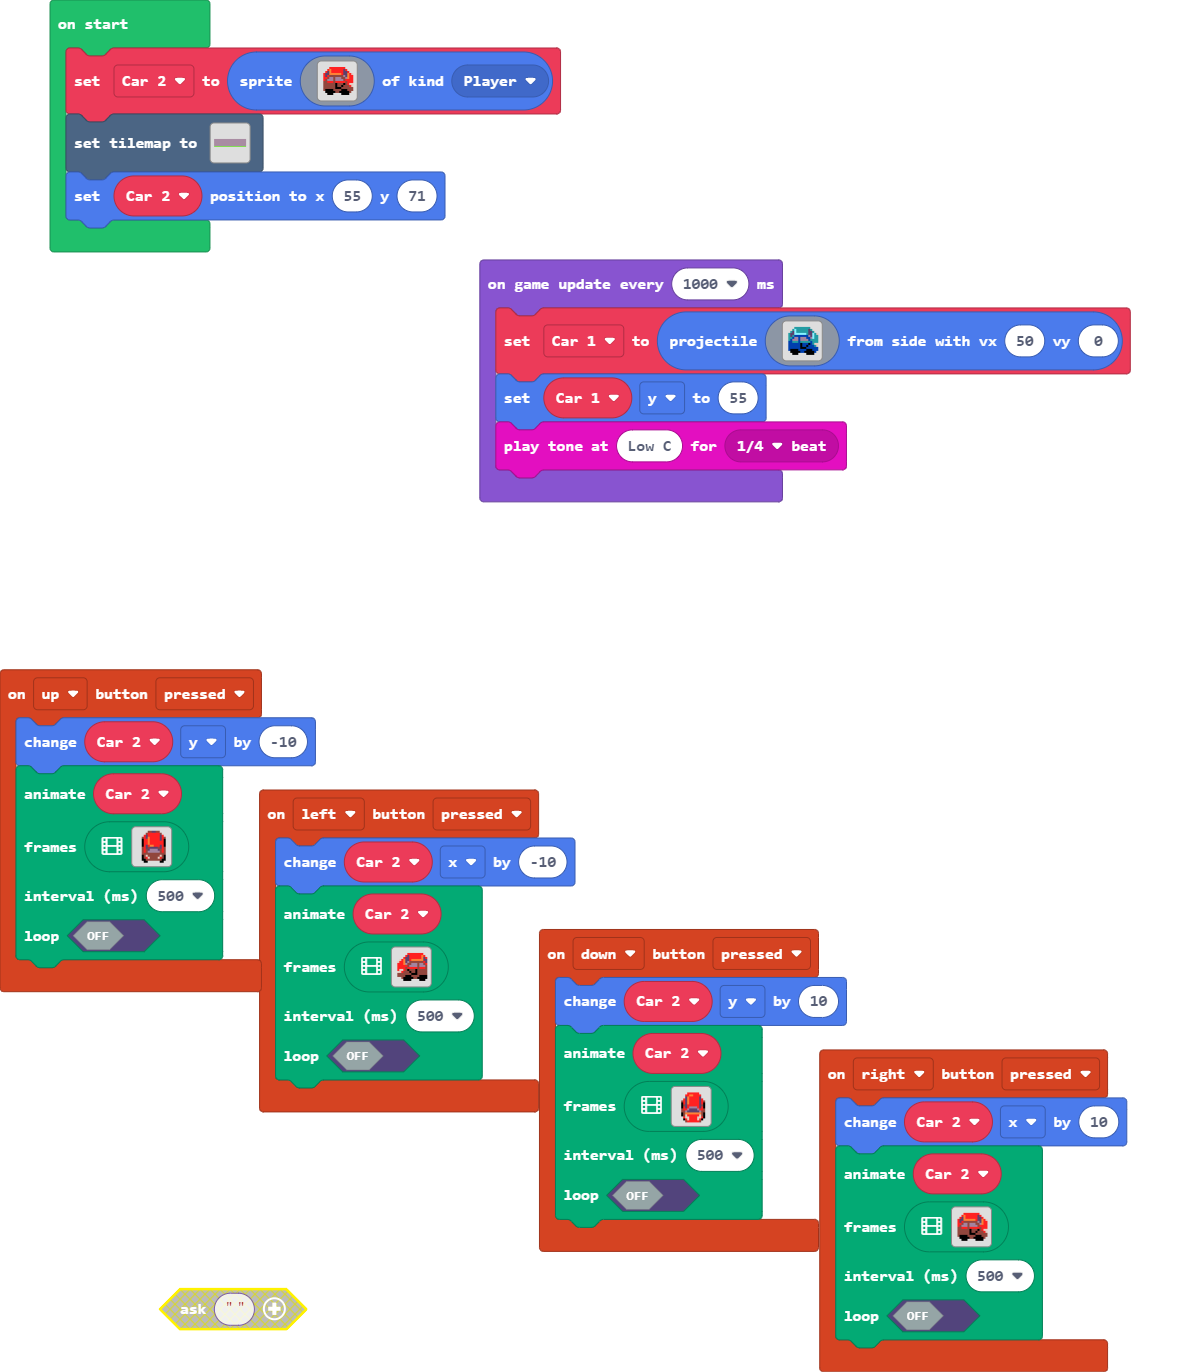 on start
set Car 2 to sprite of kind Player
set tilemap to
set Car 2 position to x 55 y 71
on game update every 1000 ms
set Car 1 to projectile from side with vx 50 vy 0
set Car 1 y to 55
play tone at Low C for 1/4 beat
on up button pressed
change Car 2 y by -10
animate Car 2
frames
interval (ms) 500
loop OFF
on left button pressed
change Car 2 x by -10
animate Car 2
frames
interval (ms) 500
loop OFF
on down button pressed
change Car 2 y by 10
animate Car 2
frames
interval (ms) 500
loop OFF
on right button pressed
change Car 2 x by 10
animate Car 2
frames
interval (ms) 500
loop OFF
ask " "